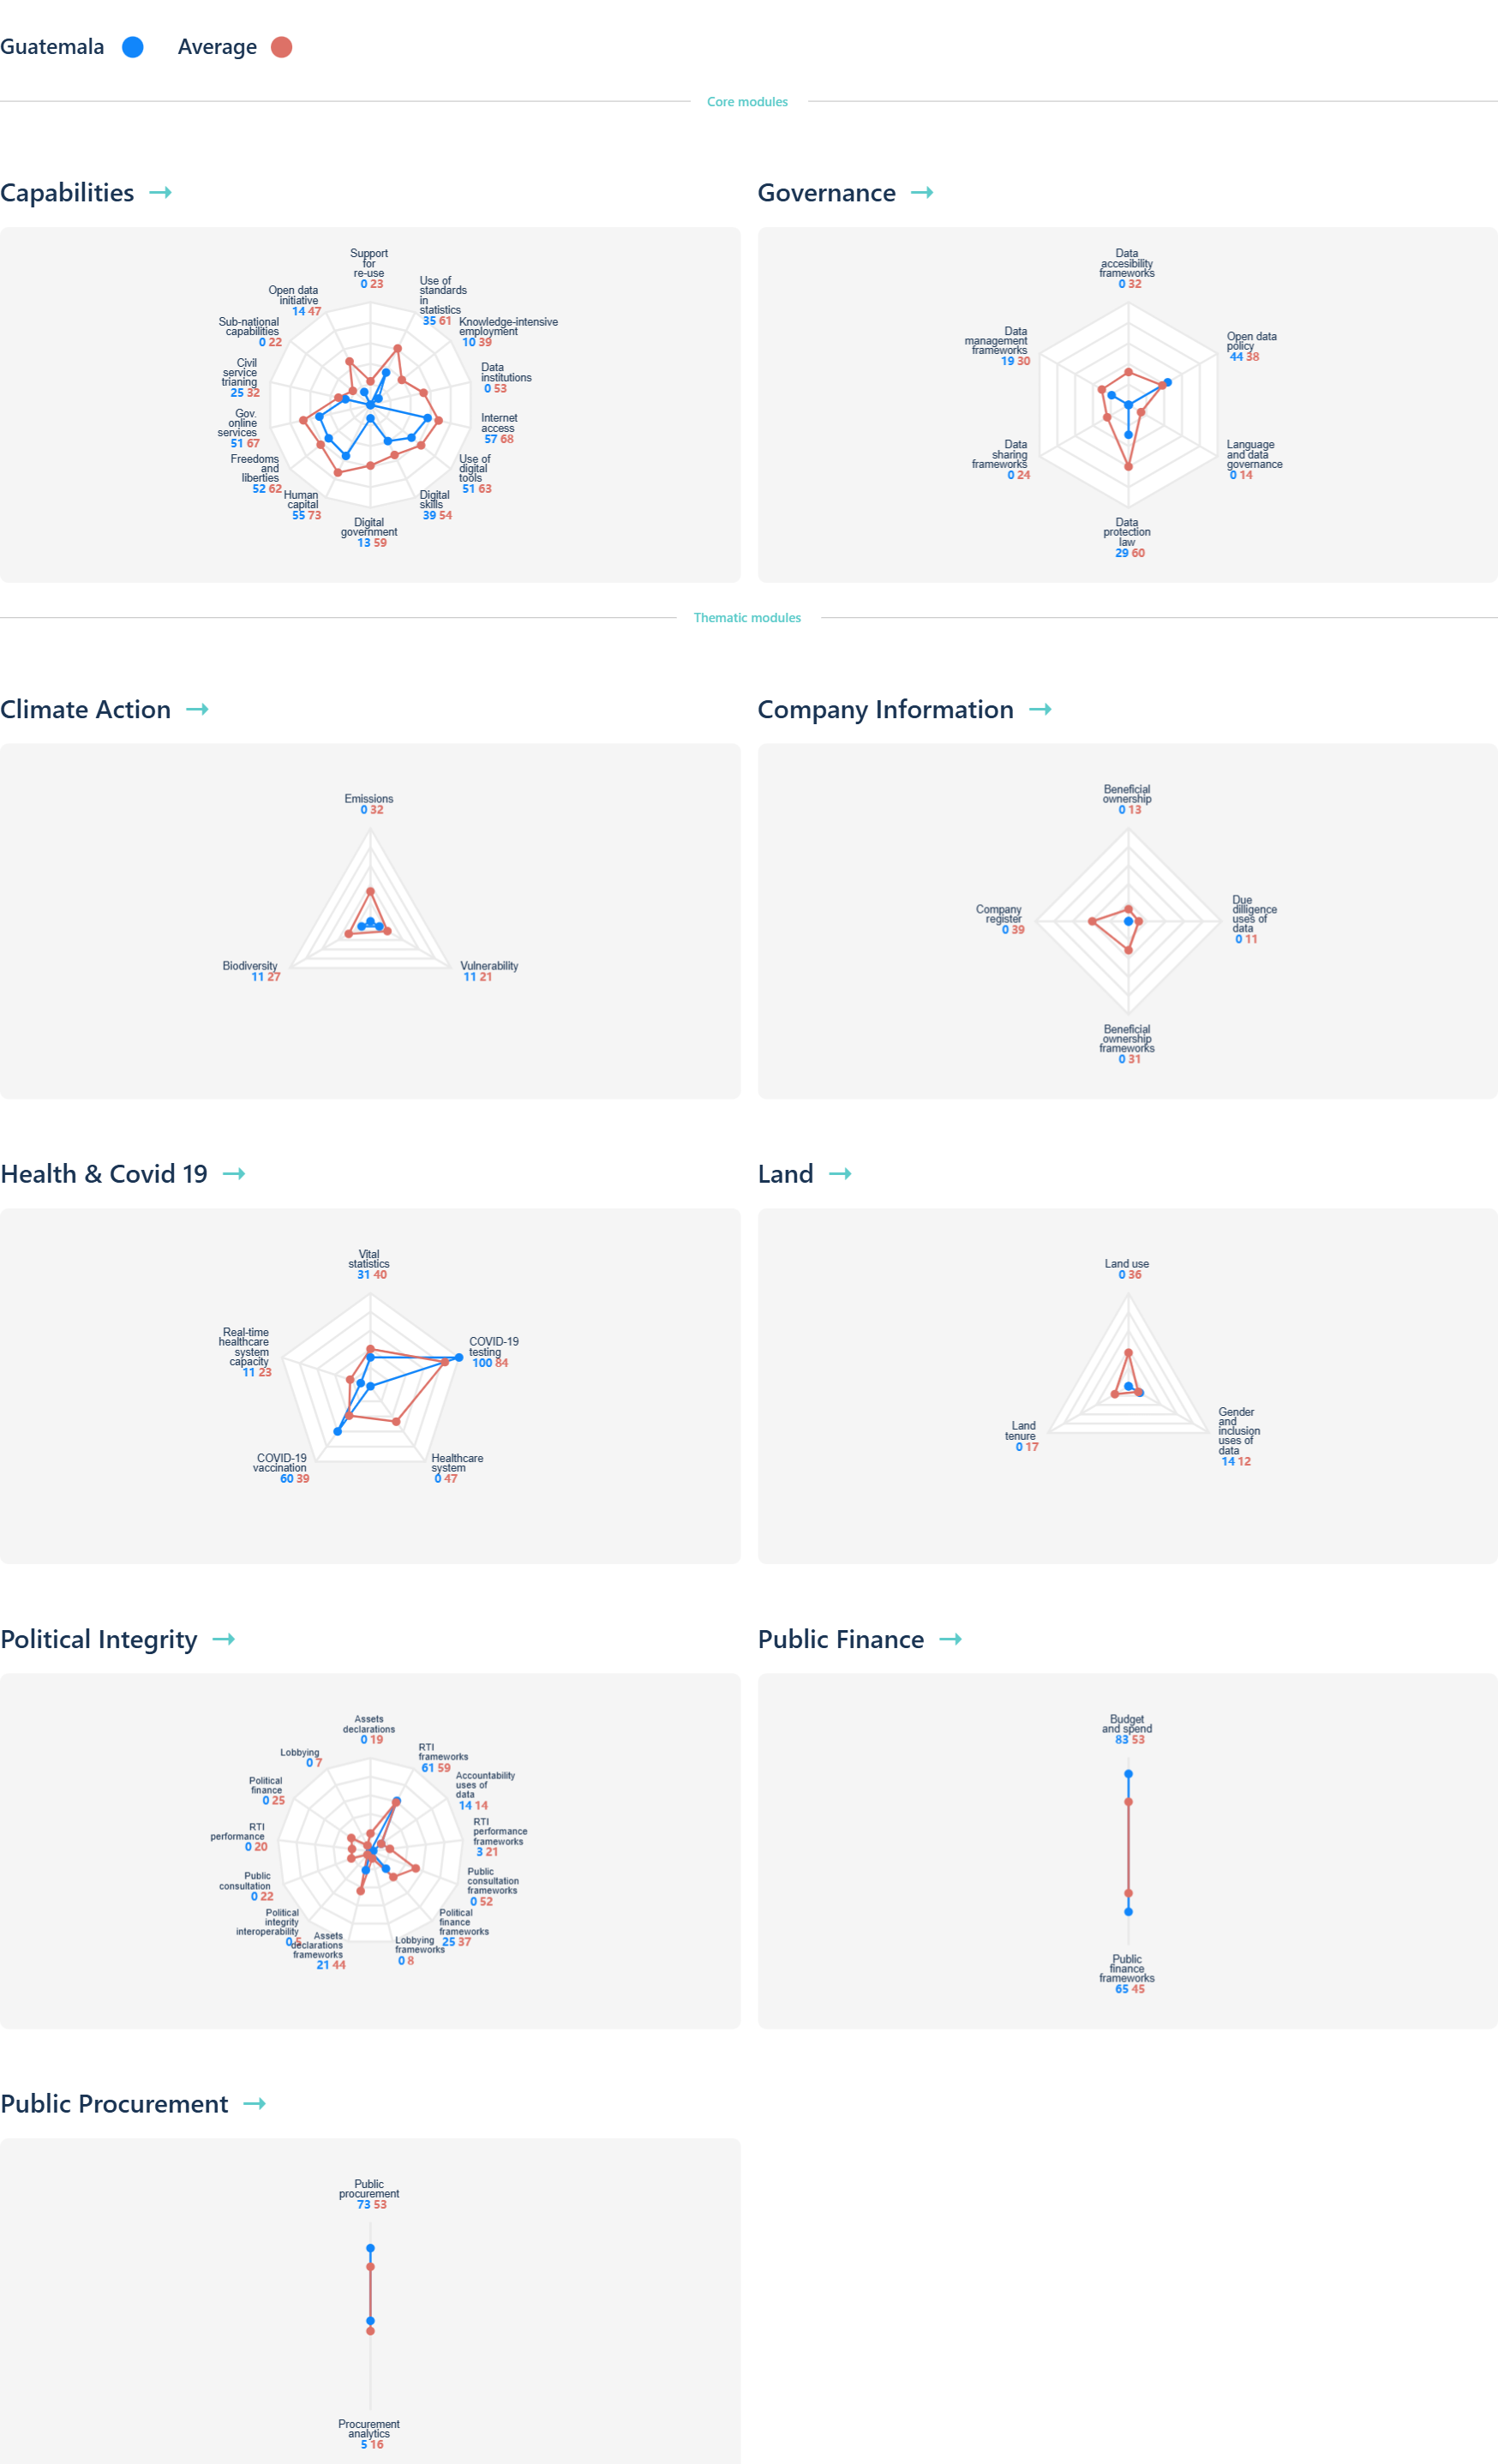 Guatemala
Average
Core modules
Capabilities →
Support
for
re-use
0 23
Use of
standards
in
statistics
35 61
Knowledge-intensive
employment
10 39
Data
institutions
0 53
Internet
access
57 68
Use of
digital
tools
51 63
Digital
skills
39 54
Digital
government
13 59
Human
capital
55 73
Freedoms
and
liberties
52 62
Gov.
online
services
51 67
Civil
service
trianing
25 32
Sub-national
capabilities
0 22
Open data
initiative
14 47
Governance →
Data
accesibility
frameworks
0 32
Open data
policy
44 38
Language
and data
governance
0 14
Data
protection
law
29 60
Data
sharing
frameworks
0 24
Data
management
frameworks
19 30
Thematic modules
Climate Action →
Emissions
0 32
Vulnerability
11 21
Biodiversity
11 27
Company Information →
Beneficial
ownership
0 13
Due
dilligence
uses of
data
0 11
Beneficial
ownership
frameworks
0 31
Company
register
0 39
Health & Covid 19 →
Vital
statistics
31 40
COVID-19
testing
100 84
Healthcare
system
0 47
COVID-19
vaccination
60 39
Real-time
healthcare
system
capacity
11 23
Land →
Land use
0 36
Gender
and
inclusion
uses of
data
14 12
Land
tenure
0 17
Political Integrity →
Assets
declarations
0 19
RTI
frameworks
61 59
Accountability
uses of
data
14 14
RTI
performance
frameworks
3 21
Public
consultation
frameworks
0 52
Political
finance
frameworks
25 37
Lobbying
frameworks
0 8
Assets
declarations
frameworks
21 44
Political
integrity
interoperability
0 5
Public
consultation
0 22
RTI
performance
0 20
Political
finance
0 25
Lobbying
0 7
Public Finance →
Budget
and spend
83 53
Public
finance
frameworks
65 45
Public Procurement →
Public
procurement
73 53
Procurement
analytics
5 16